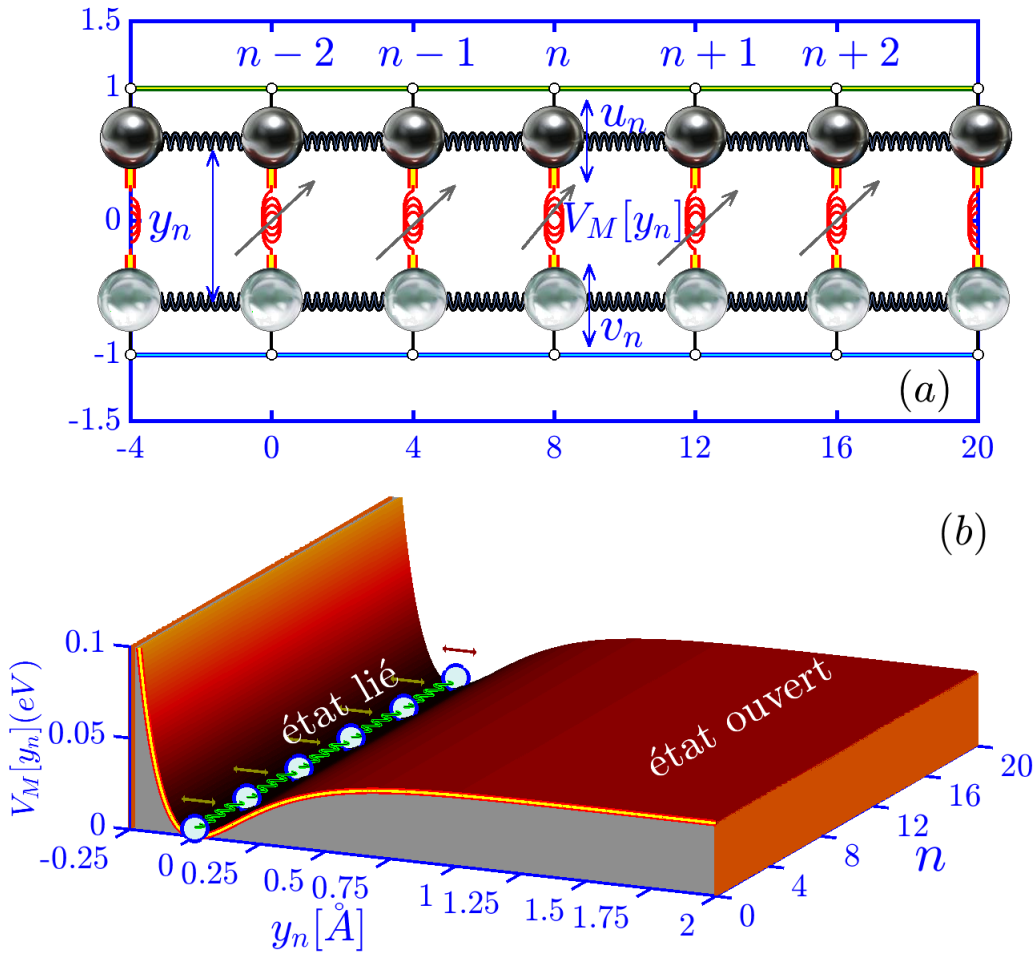 1.5
n − 2 n − 1 n n + 1 n + 2
1
u_n
0
y_n
V_M[y_n]
v_n
-1
(a)
-1.5
-4 0 4 8 12 16 20
(b)
0.1
0.05
0
V_M[y_n](eV)
état lié
état ouvert
-0.25 0 0.25 0.5 0.75 1 1.25 1.5 1.75 2
y_n[Å]
0 4 8 12 16 20
n